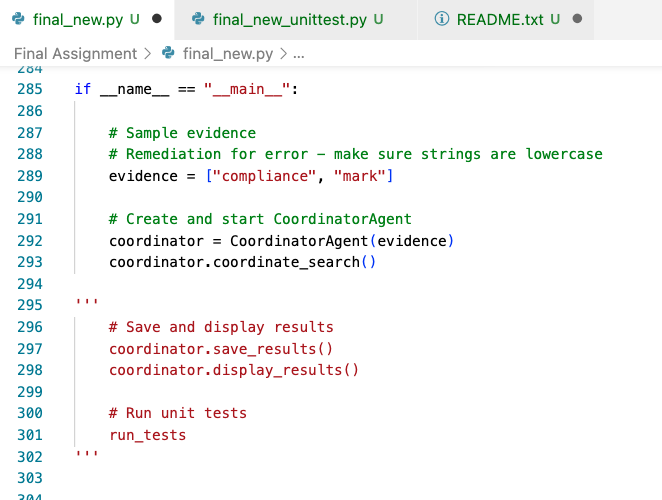 final_new.py U ●
final_new_unittest.py U
README.txt U ●
Final Assignment > final_new.py > ...
284
285 if __name__ == "__main__":
286
287 # Sample evidence
288 # Remediation for error – make sure strings are lowercase
289 evidence = ["compliance", "mark"]
290
291 # Create and start CoordinatorAgent
292 coordinator = CoordinatorAgent(evidence)
293 coordinator.coordinate_search()
294
295 '''
296 # Save and display results
297 coordinator.save_results()
298 coordinator.display_results()
299
300 # Run unit tests
301 run_tests
302 '''
303
304